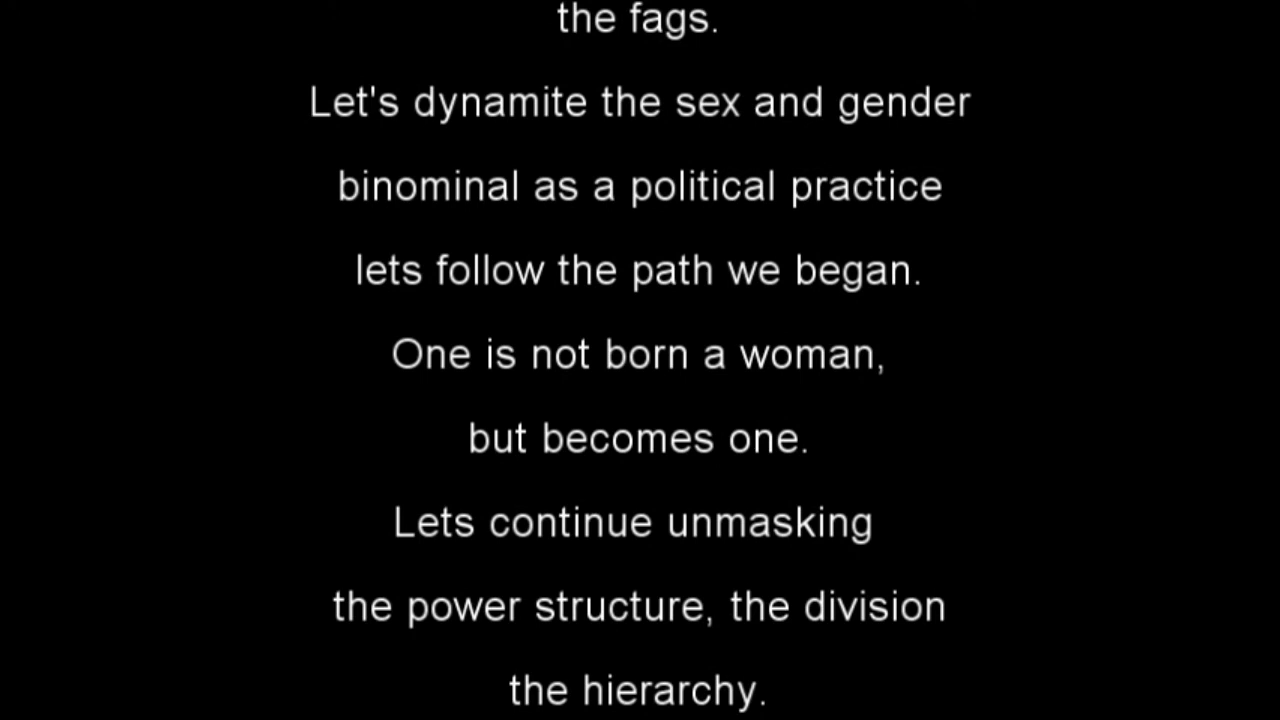 the fags.
Let's dynamite the sex and gender
binominal as a political practice
lets follow the path we began.
One is not born a woman,
but becomes one.
Lets continue unmasking
the power structure, the division
the hierarchy.